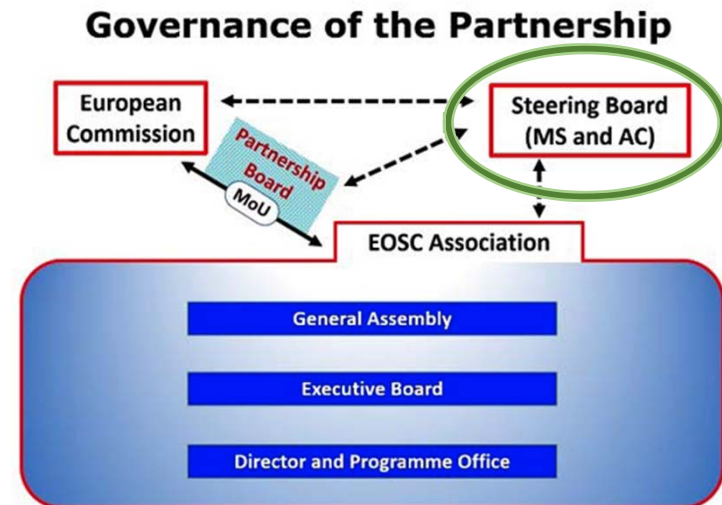 Governance of the Partnership
European
Commission
Steering Board
(MS and AC)
Partnership
Board
MoU
EOSC Association
General Assembly
Executive Board
Director and Programme Office